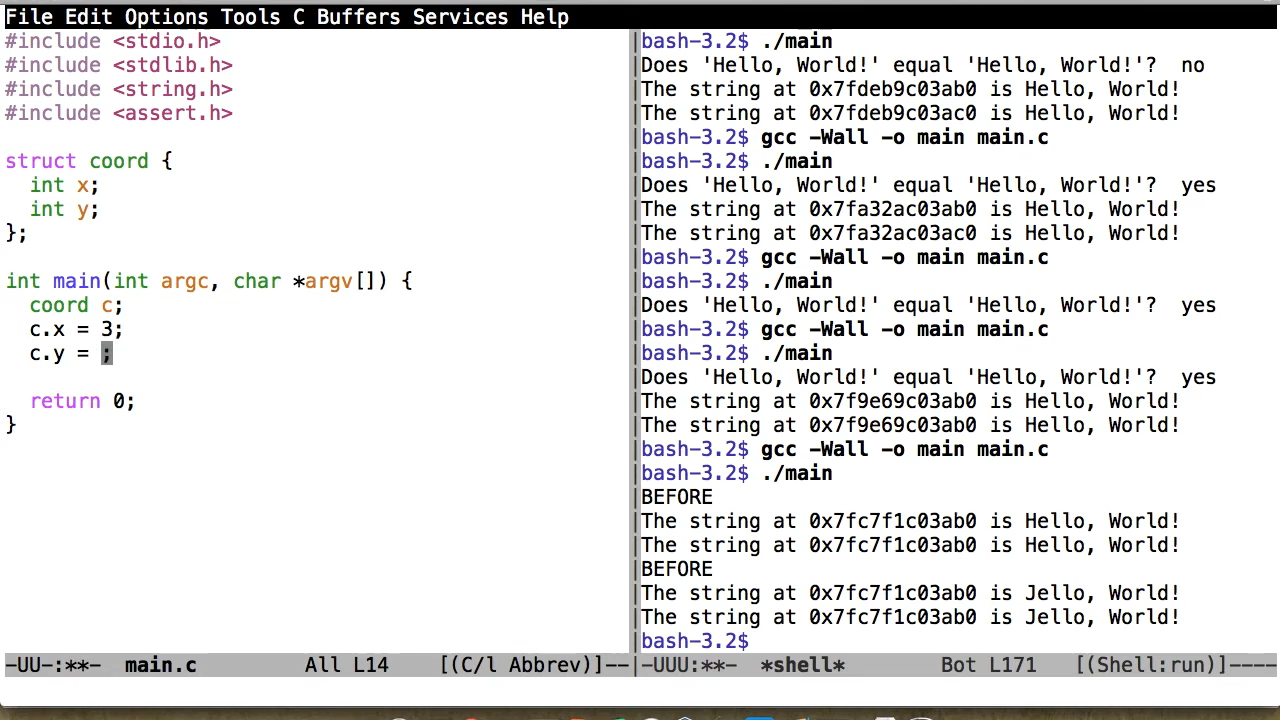 File Edit Options Tools C Buffers Services Help
#include <stdio.h>
#include <stdlib.h>
#include <string.h>
#include <assert.h>
struct coord {
int x;
int y;
};
int main(int argc, char *argv[]) {
coord c;
c.x = 3;
c.y = ;
return 0;
}
-UU-:**-  main.c         All L14    [(C/l Abbrev)]--
bash-3.2$ ./main
Does 'Hello, World!' equal 'Hello, World!'?  no
The string at 0x7fdeb9c03ab0 is Hello, World!
The string at 0x7fdeb9c03ac0 is Hello, World!
bash-3.2$ gcc -Wall -o main main.c
bash-3.2$ ./main
Does 'Hello, World!' equal 'Hello, World!'?  yes
The string at 0x7fa32ac03ab0 is Hello, World!
The string at 0x7fa32ac03ac0 is Hello, World!
bash-3.2$ gcc -Wall -o main main.c
bash-3.2$ ./main
Does 'Hello, World!' equal 'Hello, World!'?  yes
bash-3.2$ gcc -Wall -o main main.c
bash-3.2$ ./main
Does 'Hello, World!' equal 'Hello, World!'?  yes
The string at 0x7f9e69c03ab0 is Hello, World!
The string at 0x7f9e69c03ab0 is Hello, World!
bash-3.2$ gcc -Wall -o main main.c
bash-3.2$ ./main
BEFORE
The string at 0x7fc7f1c03ab0 is Hello, World!
The string at 0x7fc7f1c03ab0 is Hello, World!
BEFORE
The string at 0x7fc7f1c03ab0 is Jello, World!
The string at 0x7fc7f1c03ab0 is Jello, World!
bash-3.2$
-UUU:**-  *shell*        Bot L171   [(Shell:run)]----